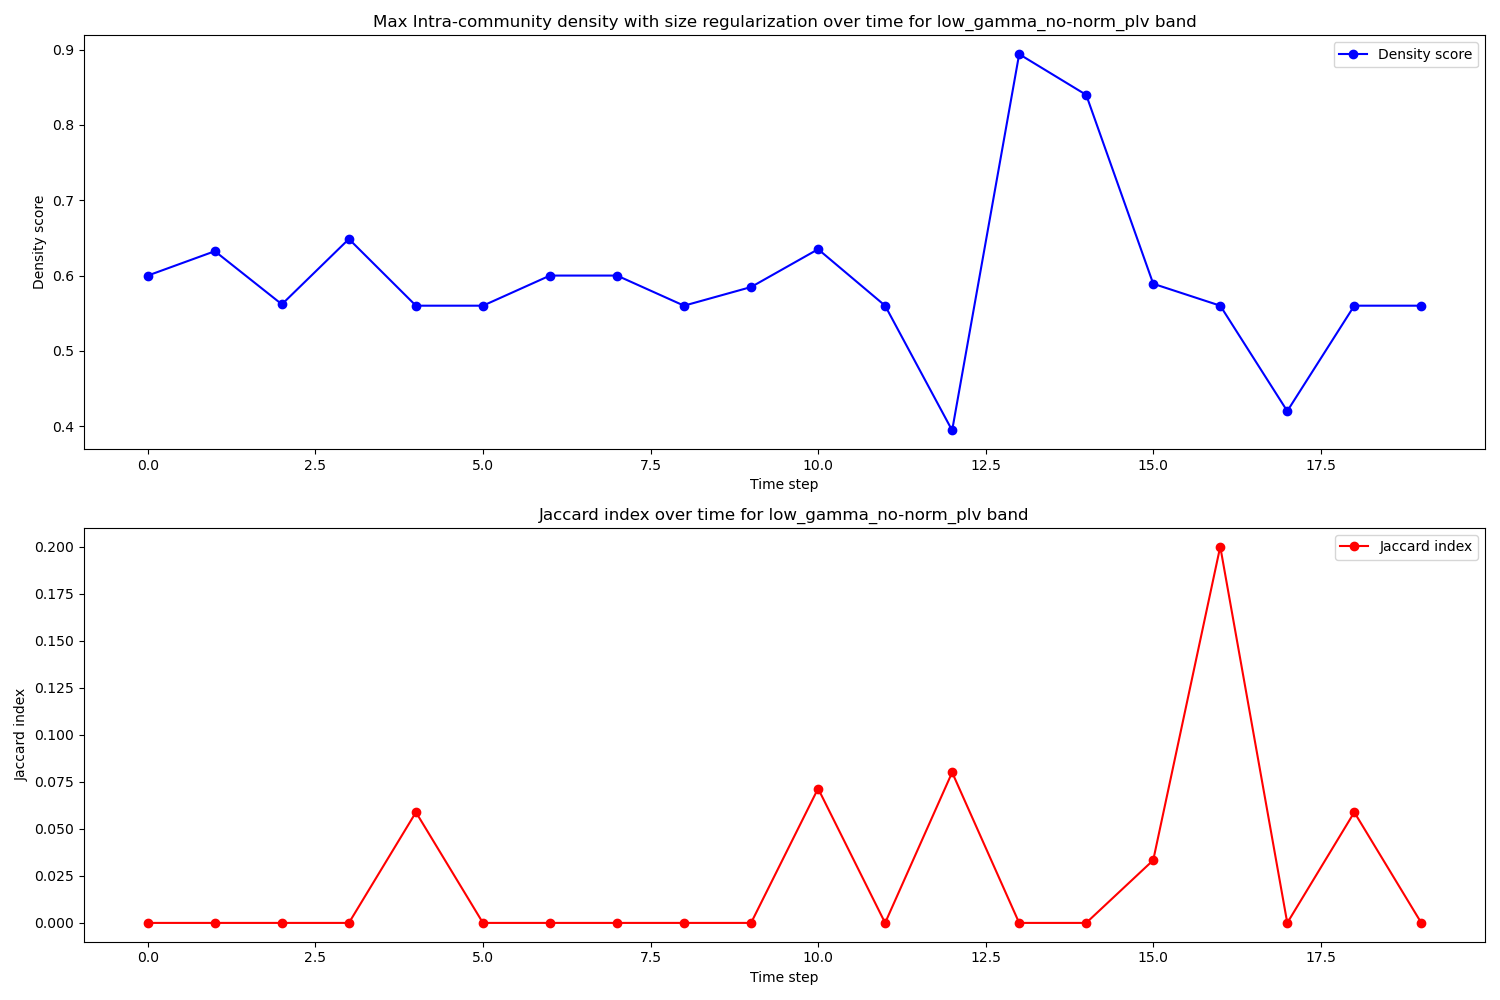 Max Intra-community density with size regularization over time for low_gamma_no-norm_plv band
Density score
0.9
0.8
0.7
0.6
0.5
0.4
Density score
0.0 2.5 5.0 7.5 10.0 12.5 15.0 17.5
Time step
Jaccard index over time for low_gamma_no-norm_plv band
Jaccard index
0.200
0.175
0.150
0.125
0.100
0.075
0.050
0.025
0.000
Jaccard index
0.0 2.5 5.0 7.5 10.0 12.5 15.0 17.5
Time step